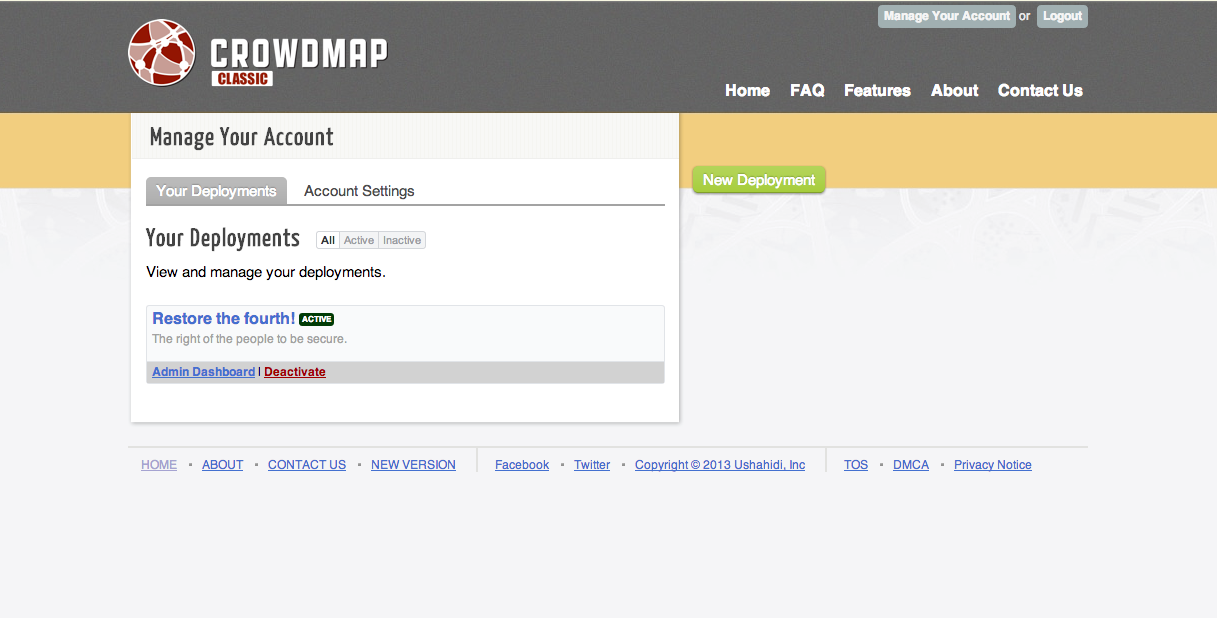 Manage Your Account or Logout
CROWDMAP
CLASSIC
Home FAQ Features About Contact Us
Manage Your Account
New Deployment
Your Deployments Account Settings
Your Deployments All Active Inactive
View and manage your deployments.
Restore the fourth! ACTIVE
The right of the people to be secure.
Admin Dashboard | Deactivate
HOME • ABOUT • CONTACT US • NEW VERSION Facebook • Twitter • Copyright © 2013 Ushahidi, Inc TOS • DMCA • Privacy Notice